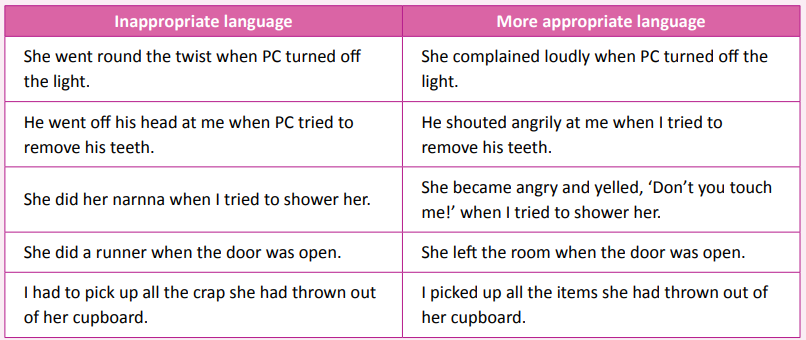 Inappropriate language
More appropriate language
She went round the twist when PC turned off
the light.
She complained loudly when PC turned off the
light.
He went off his head at me when PC tried to
remove his teeth.
He shouted angrily at me when I tried to
remove his teeth.
She did her narnna when I tried to shower her.
She became angry and yelled, ‘Don’t you touch
me!’ when I tried to shower her.
She did a runner when the door was open.
She left the room when the door was open.
I had to pick up all the crap she had thrown out
of her cupboard.
I picked up all the items she had thrown out of
her cupboard.